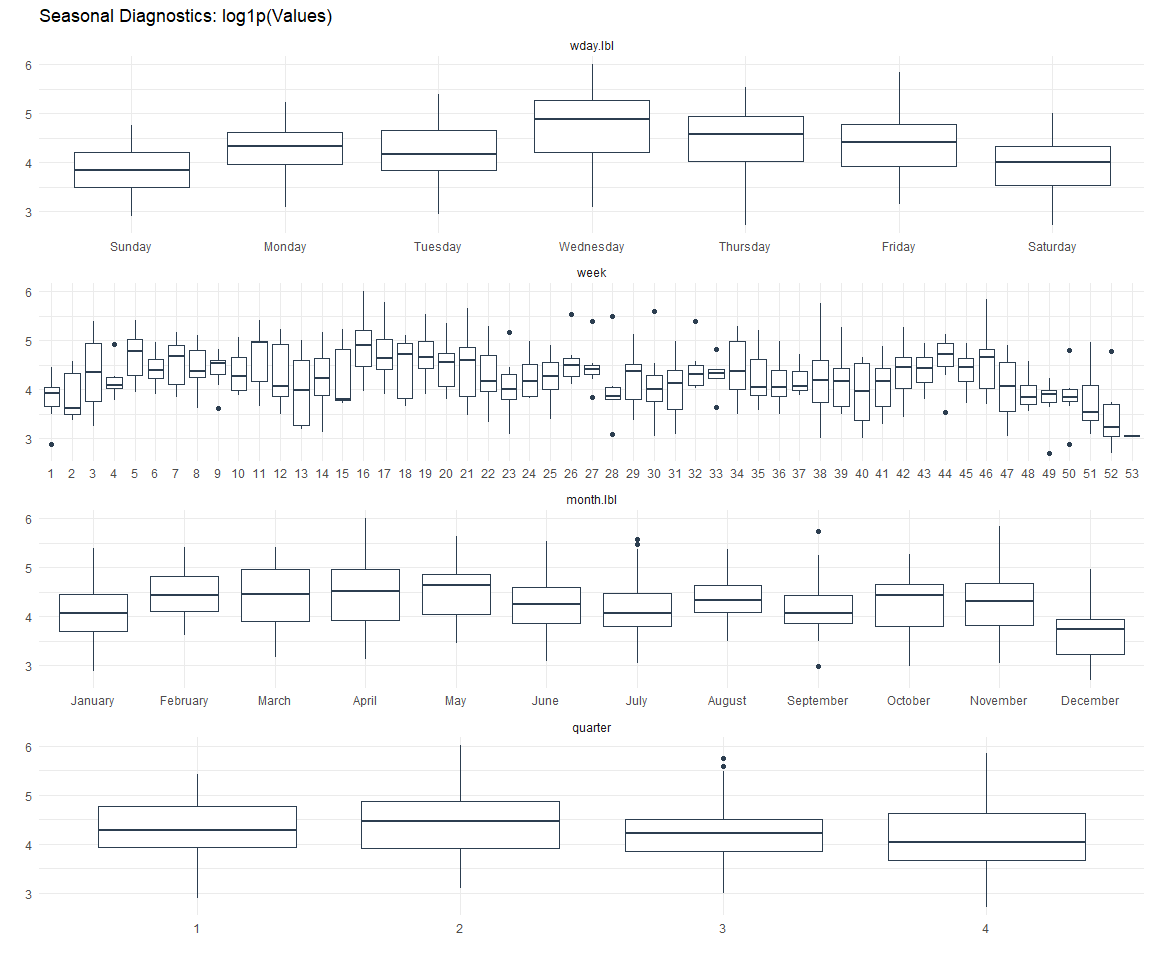 Seasonal Diagnostics: log1p(Values)
wday.lbl
6
5
4
3
Sunday Monday Tuesday Wednesday Thursday Friday Saturday
week
6
5
4
3
1 2 3 4 5 6 7 8 9 10 11 12 13 14 15 16 17 18 19 20 21 22 23 24 25 26 27 28 29 30 31 32 33 34 35 36 37 38 39 40 41 42 43 44 45 46 47 48 49 50 51 52 53
month.lbl
6
5
4
3
January February March April May June July August September October November December
quarter
6
5
4
3
1 2 3 4